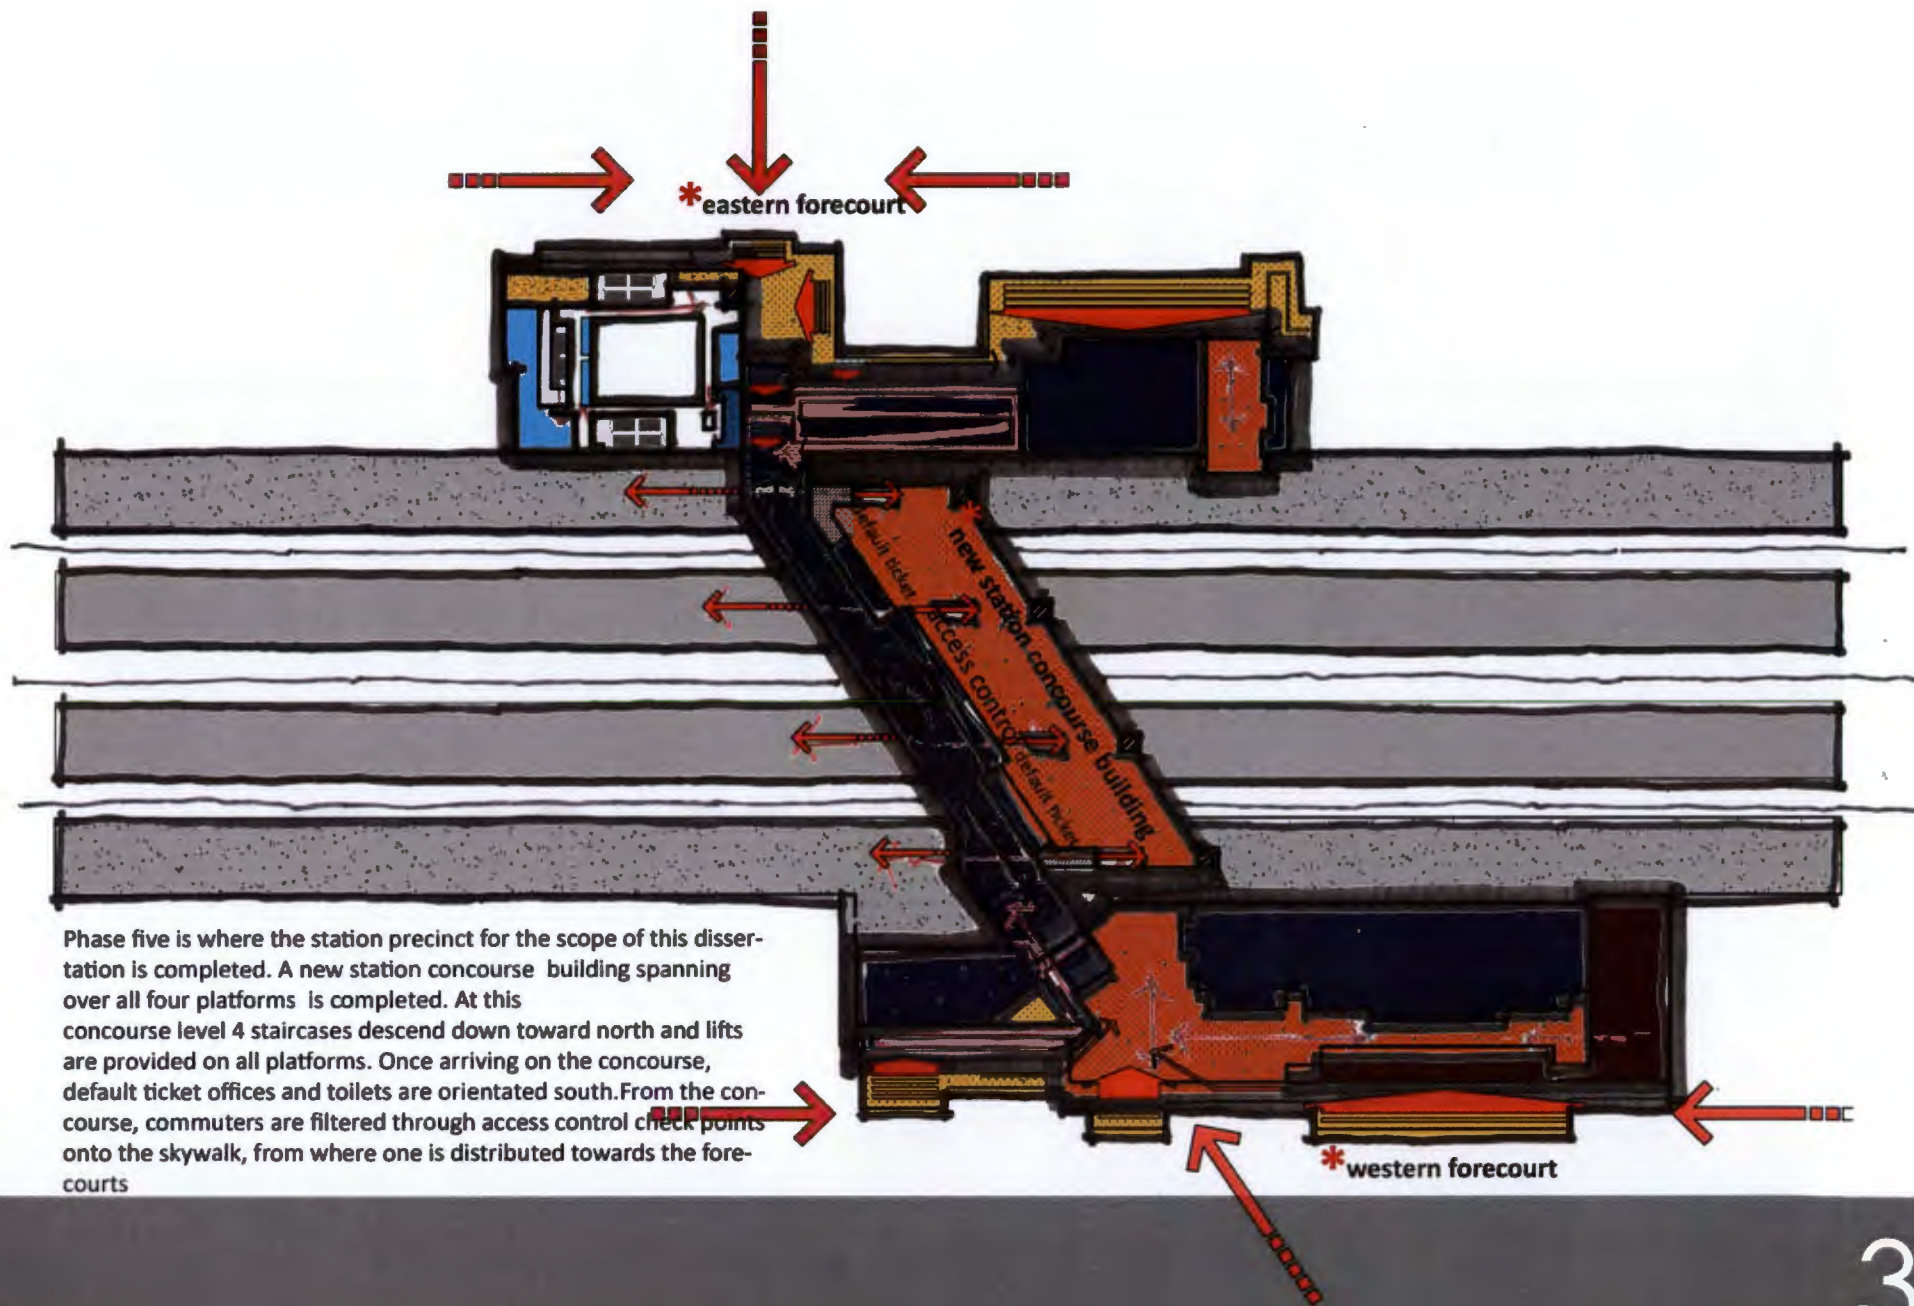 *eastern forecourt
*
new station concourse building
default ticket
access control
default ticket
Phase five is where the station precinct for the scope of this disser-
tation is completed. A new station concourse building spanning
over all four platforms is completed. At this
concourse level 4 staircases descend down toward north and lifts
are provided on all platforms. Once arriving on the concourse,
default ticket offices and toilets are orientated south.From the con-
course, commuters are filtered through access control check points
onto the skywalk, from where one is distributed towards the fore-
courts
*western forecourt
3